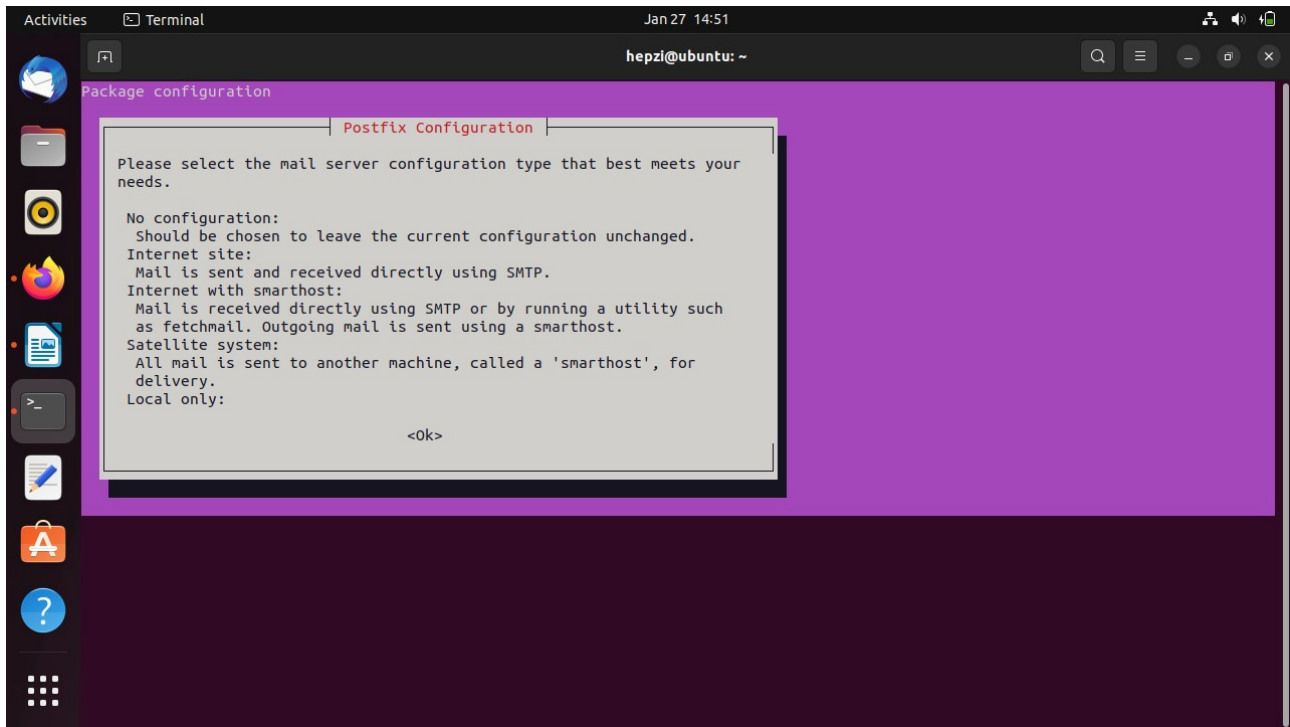 Activities Terminal Jan 27 14:51
hepzi@ubuntu: ~
Package configuration
Postfix Configuration
Please select the mail server configuration type that best meets your
needs.
No configuration:
Should be chosen to leave the current configuration unchanged.
Internet site:
Mail is sent and received directly using SMTP.
Internet with smarthost:
Mail is received directly using SMTP or by running a utility such
as fetchmail. Outgoing mail is sent using a smarthost.
Satellite system:
All mail is sent to another machine, called a 'smarthost', for
delivery.
Local only:
<Ok>